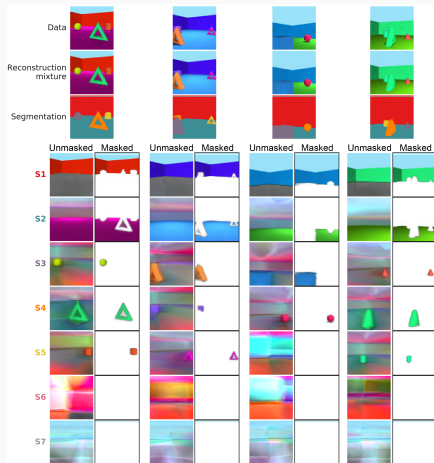 Data
Reconstruction
mixture
Segmentation
Unmasked Masked Unmasked Masked Unmasked Masked Unmasked Masked
S1
S2
S3
S4
S5
S6
S7